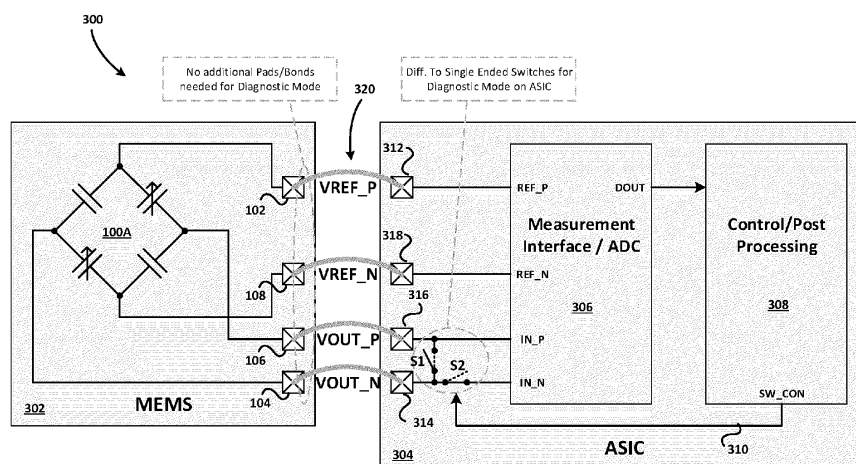 300
No additional Pads/Bonds
needed for Diagnostic Mode
320
Diff. To Single Ended Switches for
Diagnostic Mode on ASIC
312
100A
102
VREF_P
REF_P
DOUT
Measurement
Interface / ADC
Control/Post
Processing
318
108
VREF_N
REF_N
316
306
308
106
VOUT_P
S1
S2
IN_P
104
VOUT_N
IN_N
302
MEMS
314
SW_CON
310
304
ASIC